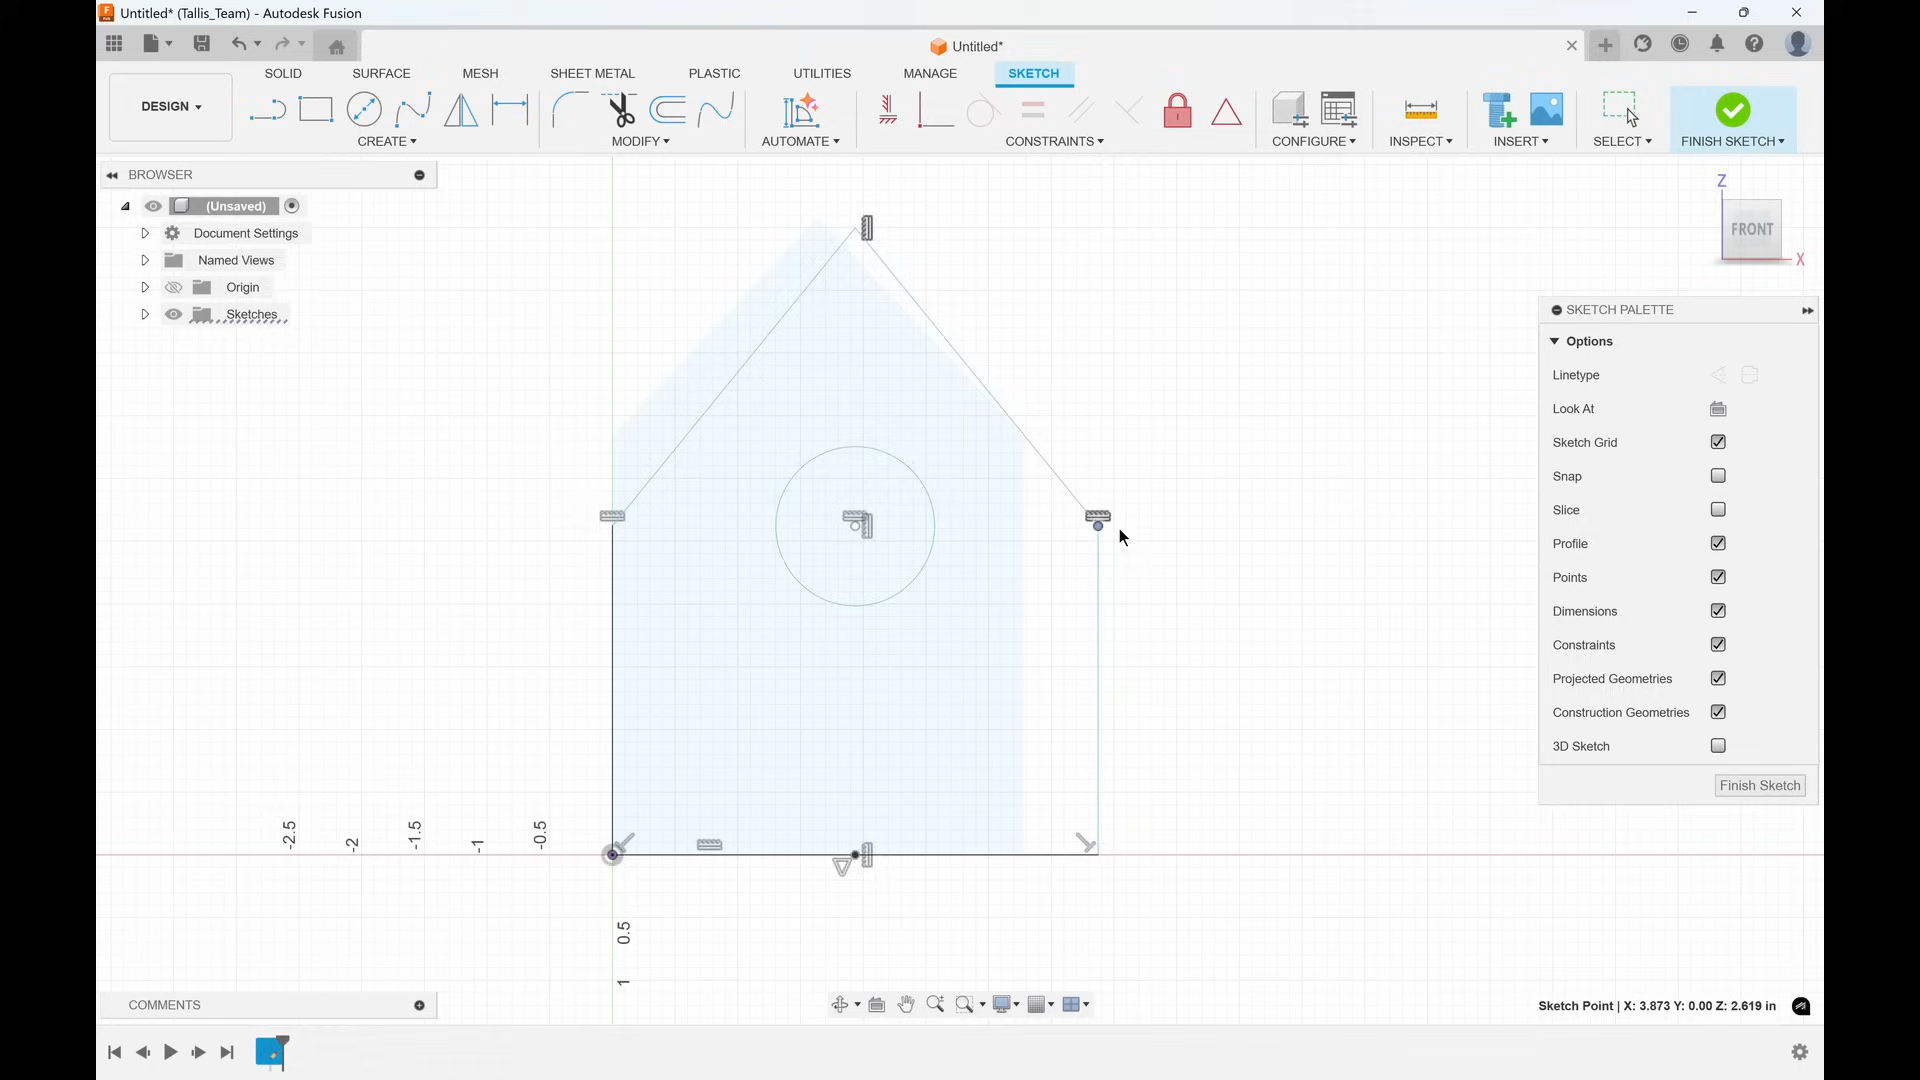 Untitled* (Tallis_Team) - Autodesk Fusion
Untitled*
SOLID SURFACE MESH SHEET METAL PLASTIC UTILITIES MANAGE SKETCH
DESIGN
CREATE MODIFY AUTOMATE CONSTRAINTS CONFIGURE INSPECT INSERT SELECT FINISH SKETCH
BROWSER
(Unsaved)
Document Settings
Named Views
Origin
Sketches
Z
FRONT
X
SKETCH PALETTE
Options
Linetype
Look At
Sketch Grid
Snap
Slice
Profile
Points
Dimensions
Constraints
Projected Geometries
Construction Geometries
3D Sketch
Finish Sketch
-2.5 -2 -1.5 -1 -0.5
0.5
1
COMMENTS
Sketch Point | X: 3.873 Y: 0.00 Z: 2.619 in